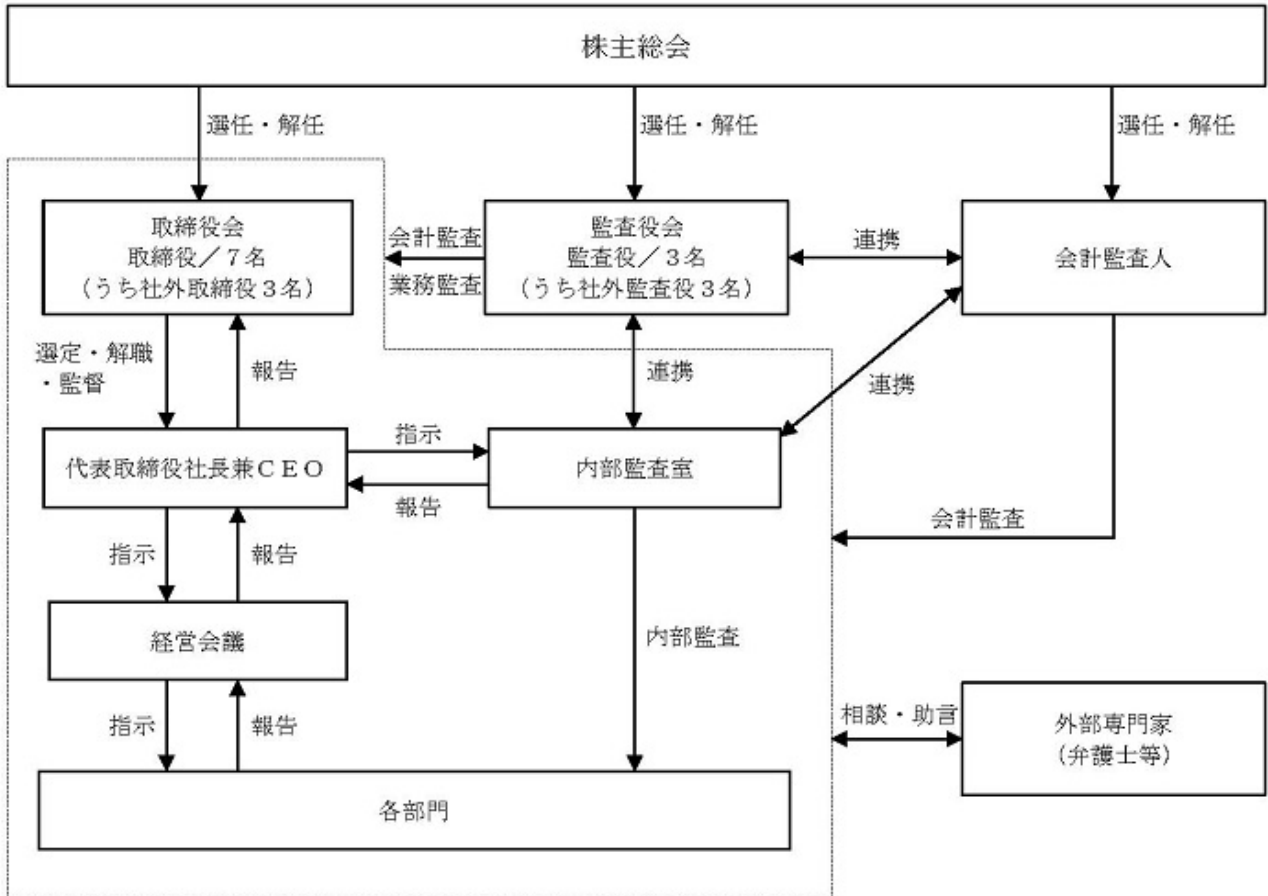 株主総会
選任・解任
選任・解任
選任・解任
取締役会
取締役／７名
（うち社外取締役３名）
会計監査
業務監査
監査役会
監査役／３名
（うち社外監査役３名）
連携
会計監査人
選定・解職
・監督
報告
連携
連携
代表取締役社長兼ＣＥＯ
指示
報告
内部監査室
会計監査
指示
報告
経営会議
内部監査
指示
報告
相談・助言
外部専門家
（弁護士等）
各部門